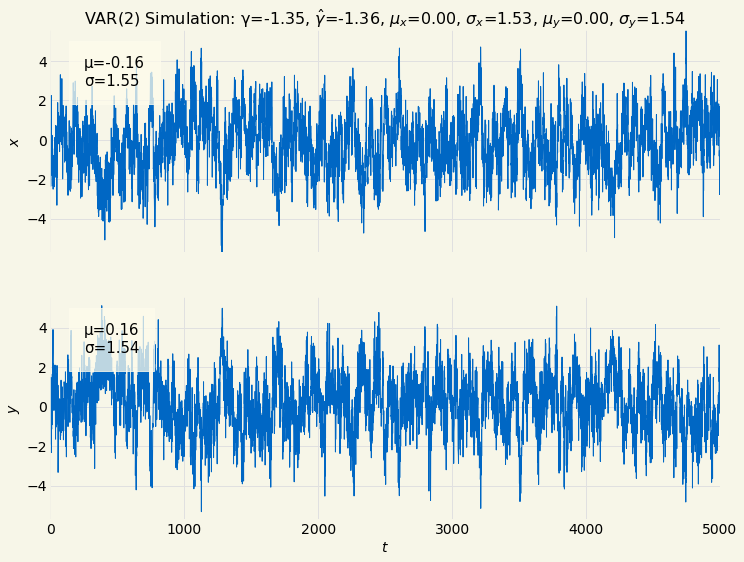 VAR(2) Simulation: γ=-1.35, γ̂=-1.36, μₓ=0.00, σₓ=1.53, μ_y=0.00, σ_y=1.54
μ=-0.16
σ=1.55
4
2
0
−2
−4
x
μ=0.16
σ=1.54
4
2
0
−2
−4
y
0 1000 2000 3000 4000 5000
t